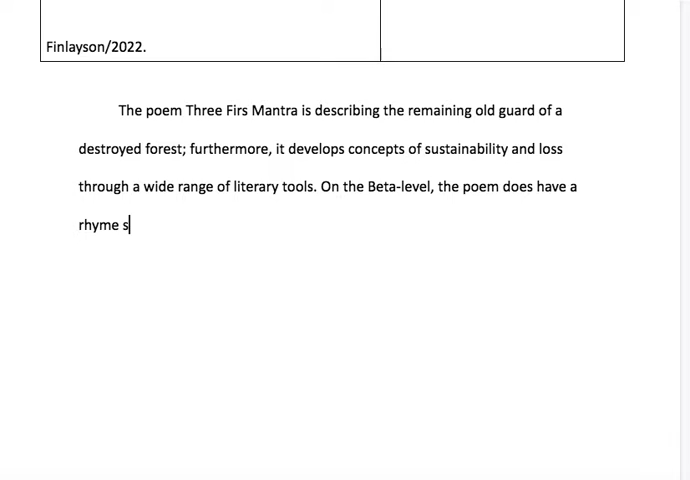 Finlayson/2022.
The poem Three Firs Mantra is describing the remaining old guard of a
destroyed forest; furthermore, it develops concepts of sustainability and loss
through a wide range of literary tools. On the Beta-level, the poem does have a
rhyme s